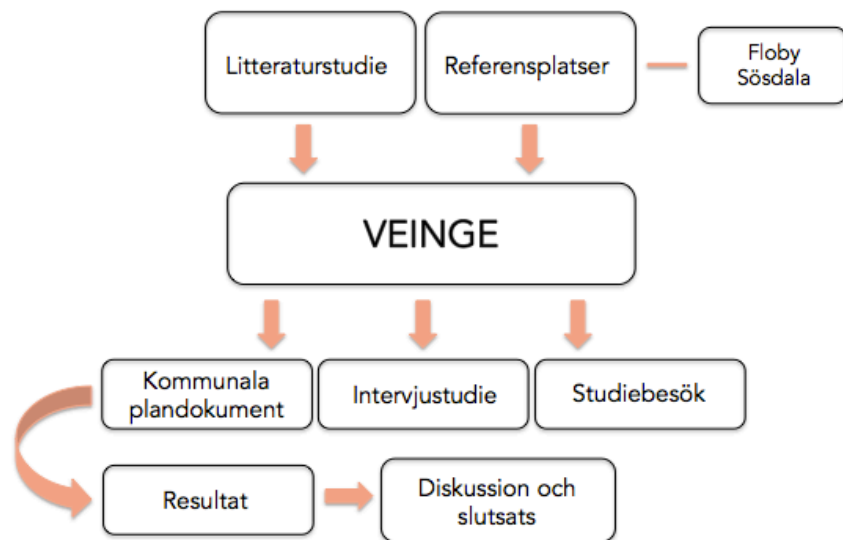 Litteraturstudie
Referensplatser
Floby
Sösdala
VEINGE
Kommunala
plandokument
Intervjustudie
Studiebesök
Resultat
Diskussion och
slutsats